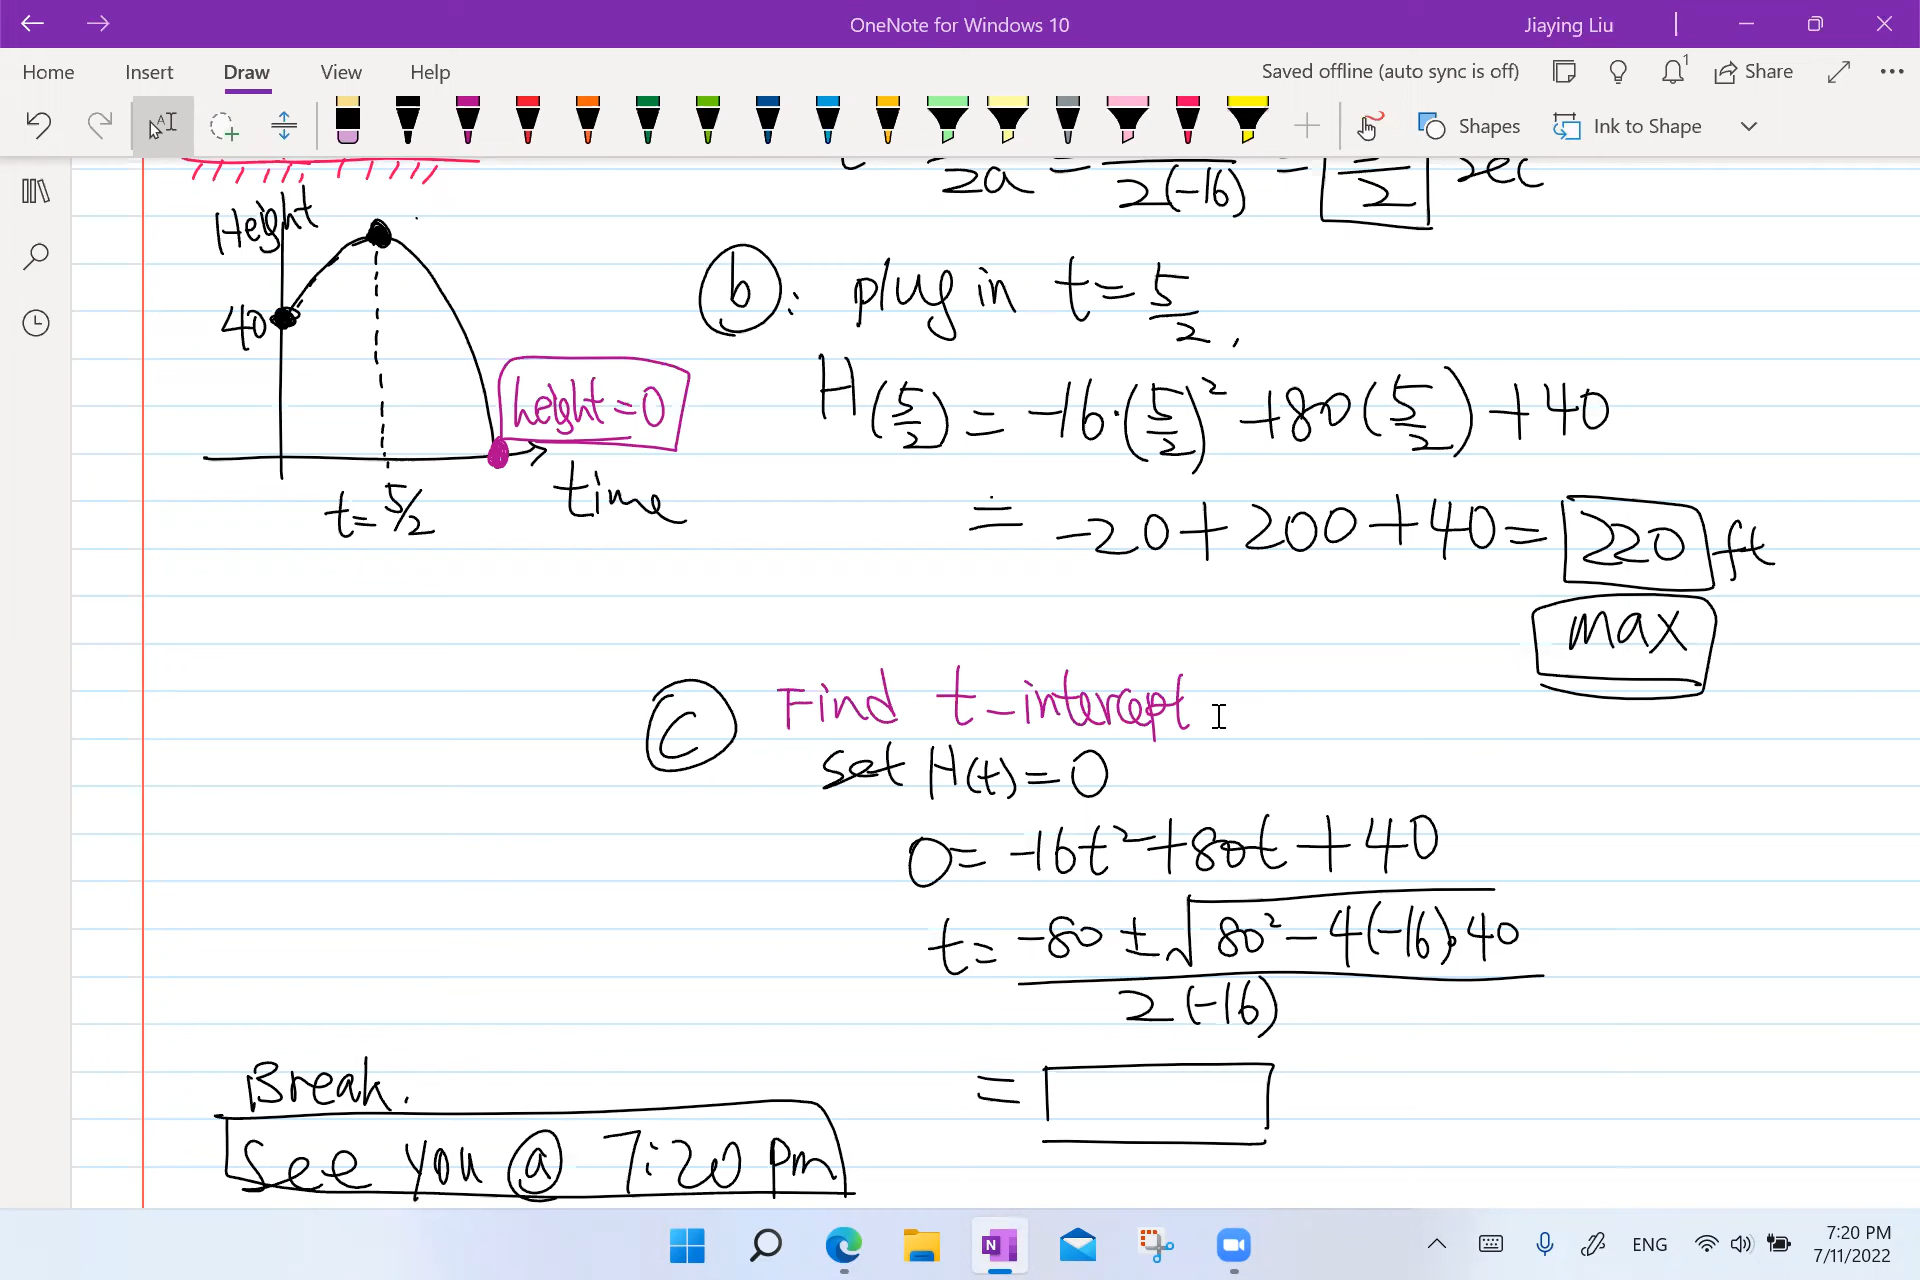 OneNote for Windows 10
Jiaying Liu
Home Insert Draw View Help
Saved offline (auto sync is off)
1
Share
Shapes
Ink to Shape
2a = 2(-16) = 2 sec
Height
40
height = 0
t = 5/2
time
b : plug in t = 5/2 ,
H(5/2) = -16·(5/2)² + 80(5/2) + 40
= -20 + 200 + 40 = 220 ft
max
C Find t-intercept
set H(t) = 0
0 = -16t² + 80t + 40
t = -80 ± √80² - 4(-16)·40
2(-16)
=
Break.
See you @ 7:20 pm
ENG
7:20 PM
7/11/2022